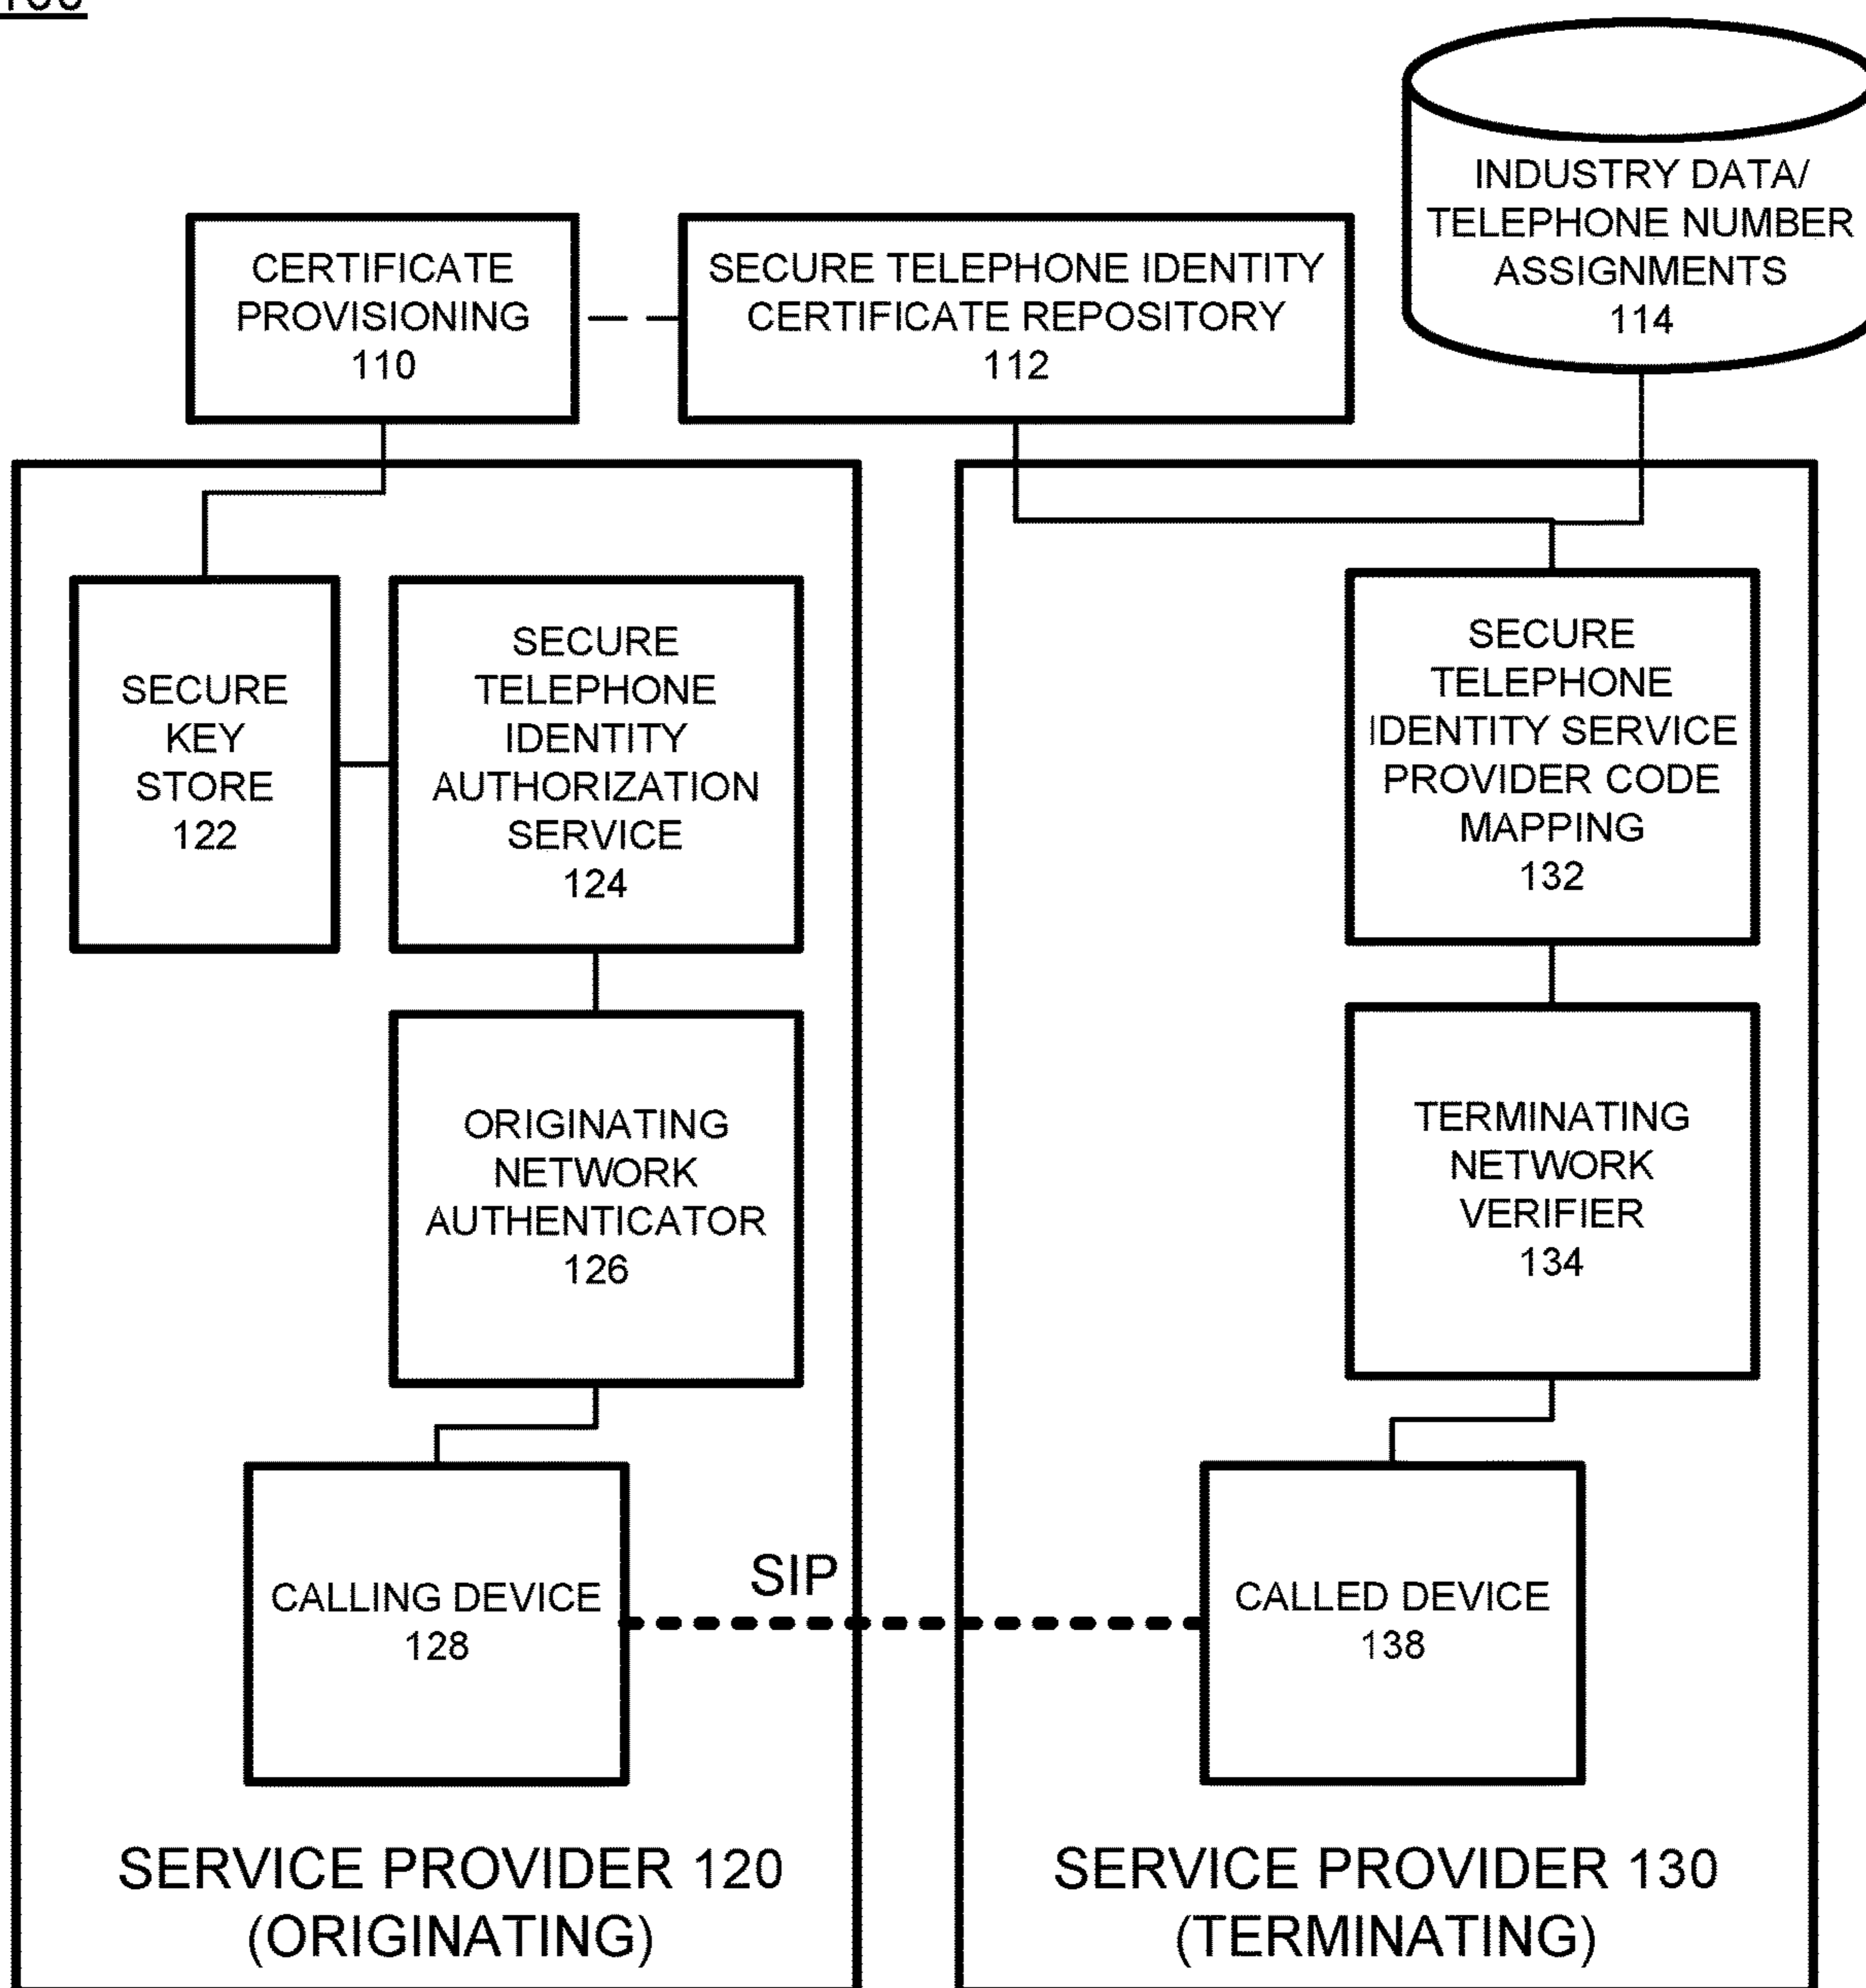 INDUSTRY DATA/
TELEPHONE NUMBER
ASSIGNMENTS
114
CERTIFICATE
PROVISIONING
110
SECURE TELEPHONE IDENTITY
CERTIFICATE REPOSITORY
112
SECURE
KEY
STORE
122
SECURE
TELEPHONE
IDENTITY
AUTHORIZATION
SERVICE
124
SECURE
TELEPHONE
IDENTITY SERVICE
PROVIDER CODE
MAPPING
132
ORIGINATING
NETWORK
AUTHENTICATOR
126
TERMINATING
NETWORK
VERIFIER
134
CALLING DEVICE
128
SIP
CALLED DEVICE
138
SERVICE PROVIDER 120
(ORIGINATING)
SERVICE PROVIDER 130
(TERMINATING)